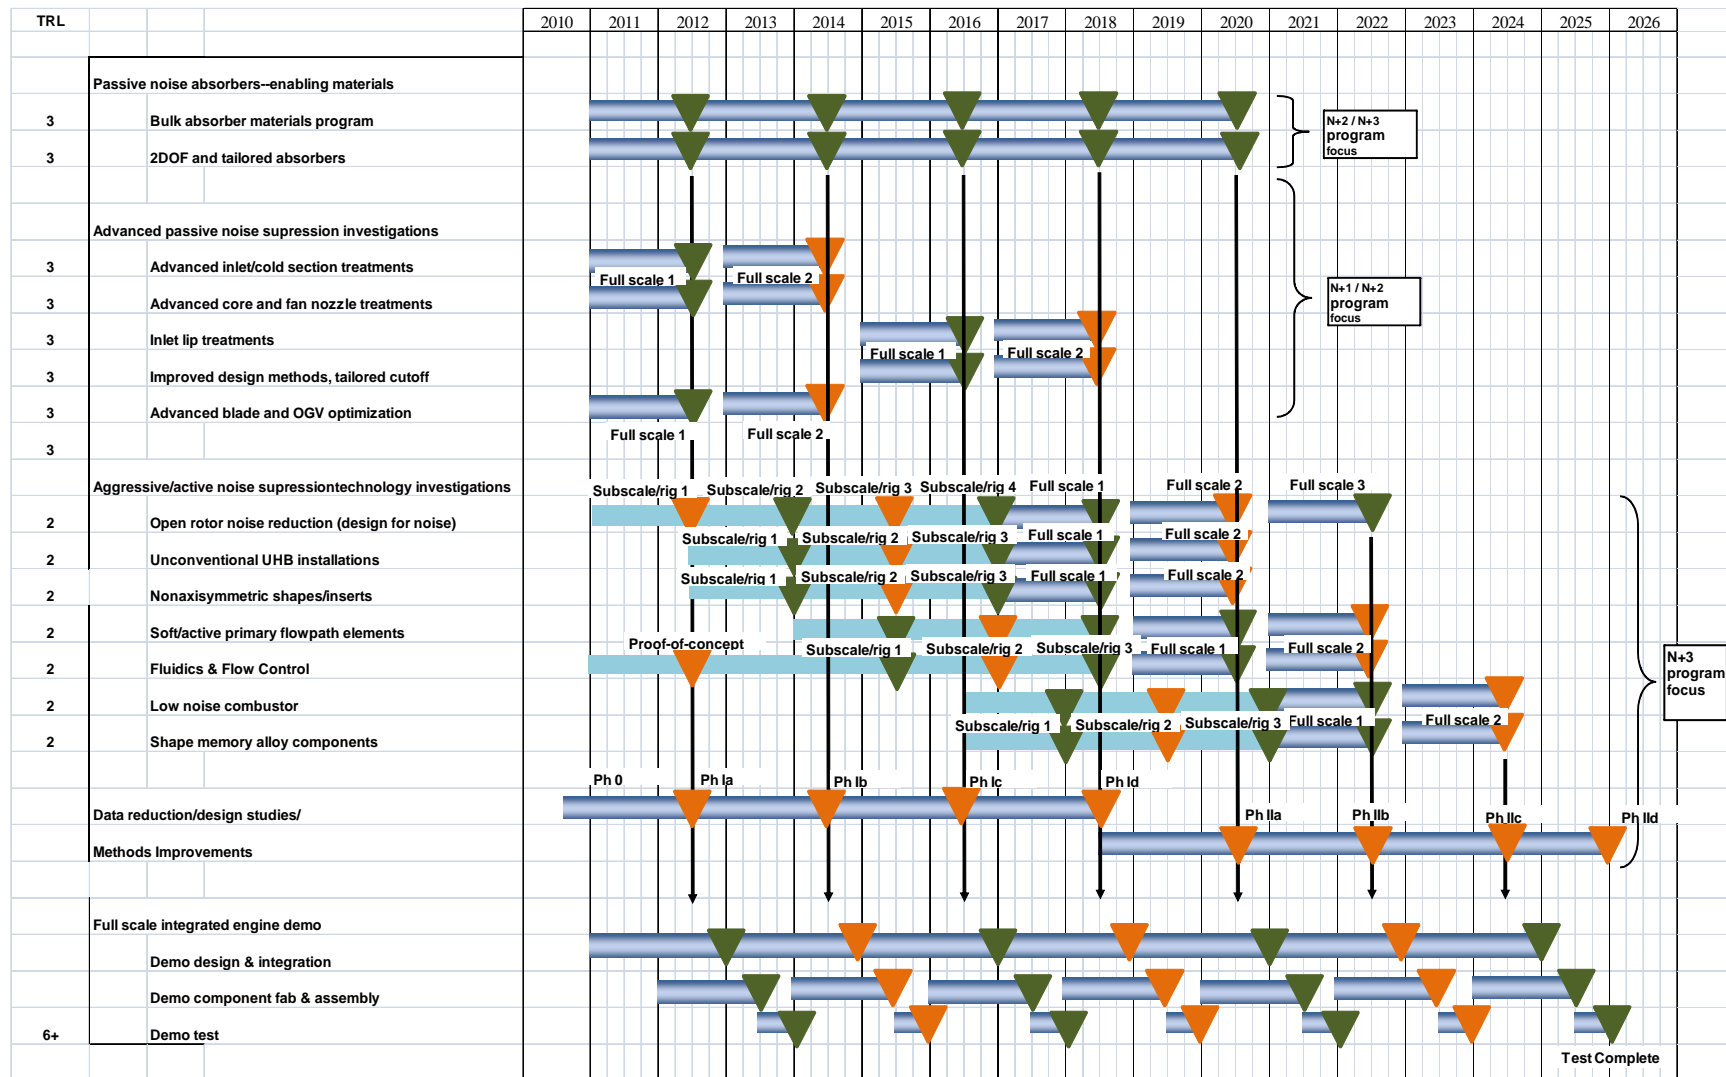 TRL 2010 2011 2012 2013 2014 2015 2016 2017 2018 2019 2020 2021 2022 2023 2024 2025 2026
Passive noise absorbers--enabling materials
3 Bulk absorber materials program
3 2DOF and tailored absorbers
N+2 / N+3
program
focus
Advanced passive noise supression investigations
3 Advanced inlet/cold section treatments
Full scale 1 Full scale 2
3 Advanced core and fan nozzle treatments
N+1 / N+2
program
focus
3 Inlet lip treatments
Full scale 1 Full scale 2
3 Improved design methods, tailored cutoff
3 Advanced blade and OGV optimization
Full scale 1 Full scale 2
3
Aggressive/active noise supressiontechnology investigations
Subscale/rig 1 Subscale/rig 2 Subscale/rig 3 Subscale/rig 4 Full scale 1 Full scale 2 Full scale 3
2 Open rotor noise reduction (design for noise)
Subscale/rig 1 Subscale/rig 2 Subscale/rig 3 Full scale 1 Full scale 2
2 Unconventional UHB installations
Subscale/rig 1 Subscale/rig 2 Subscale/rig 3 Full scale 1 Full scale 2
2 Nonaxisymmetric shapes/inserts
2 Soft/active primary flowpath elements
Proof-of-concept Subscale/rig 1 Subscale/rig 2 Subscale/rig 3 Full scale 1 Full scale 2
2 Fluidics & Flow Control
N+3
program
focus
2 Low noise combustor
Subscale/rig 1 Subscale/rig 2 Subscale/rig 3 Full scale 1 Full scale 2
2 Shape memory alloy components
Ph 0 Ph Ia Ph Ib Ph Ic Ph Id
Data reduction/design studies/
Ph IIa Ph IIb Ph IIc Ph IId
Methods Improvements
Full scale integrated engine demo
Demo design & integration
Demo component fab & assembly
6+ Demo test
Test Complete